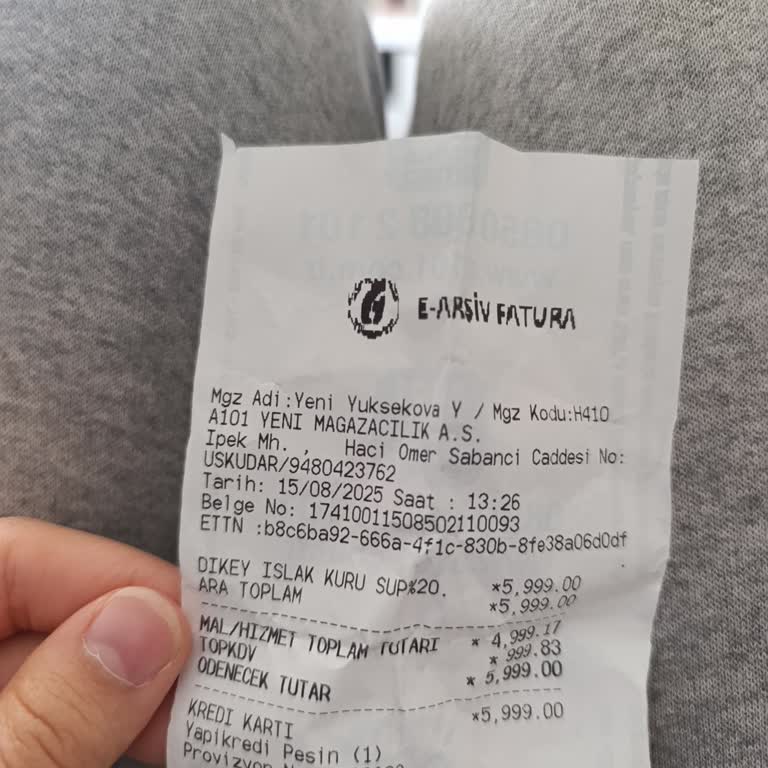 E-ARŞİV FATURA
Mgz Adi:Yeni Yuksekova Y / Mgz Kodu:H410
A101 YENI MAGAZACILIK A.S.
Ipek Mh. , Haci Omer Sabanci Caddesi No:
USKUDAR/9480423762
Tarih: 15/08/2025 Saat : 13:26
Belge No: 17410011508502110093
ETTN :b8c6ba92-666a-4f1c-830b-8fe38a06d0df
DIKEY ISLAK KURU SUP%20. *5,999.00
ARA TOPLAM *5,999.00
MAL/HIZMET TOPLAM TUTARI * 4,999.17
TOPKDV * 999.83
ODENECEK TUTAR * 5,999.00
KREDI KARTI *5,999.00
Yapikredi Pesin (1)
Provizyon